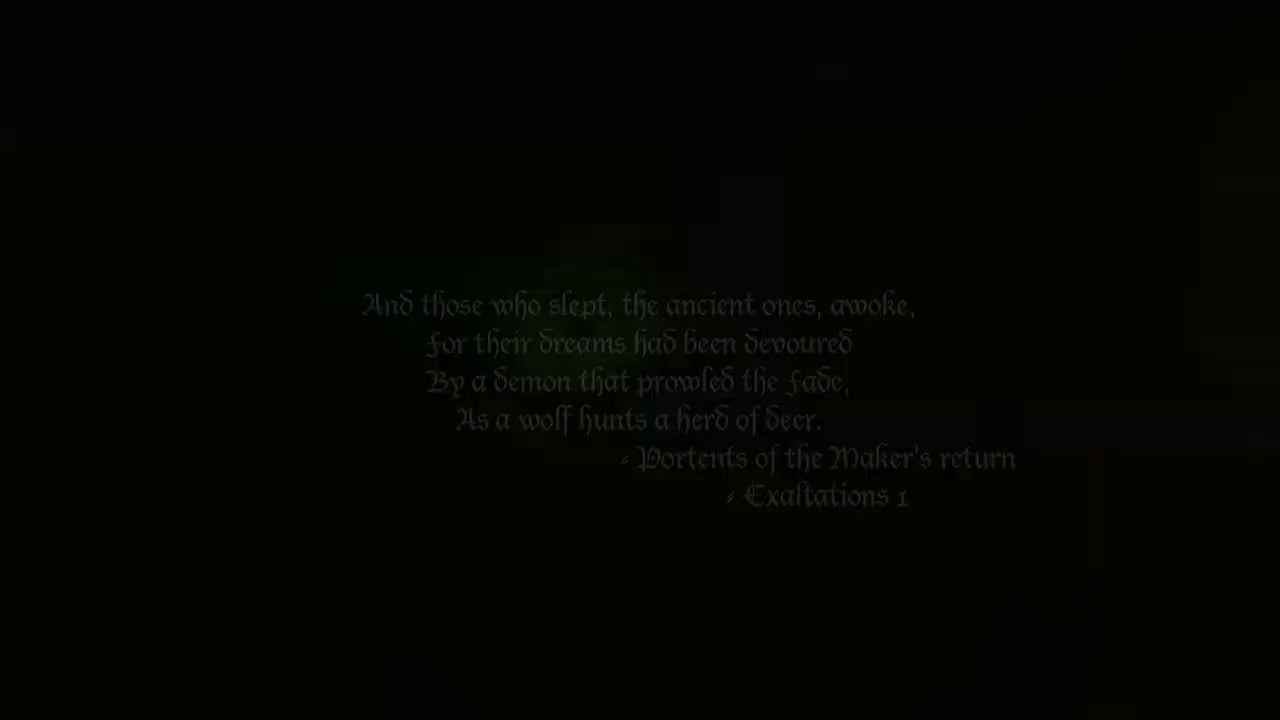 And those who slept, the ancient ones, awoke,
For their dreams had been devoured
By a demon that prowled the Fade,
As a wolf hunts a herd of deer.
- Portents of the Maker's return
- Exaltations 1